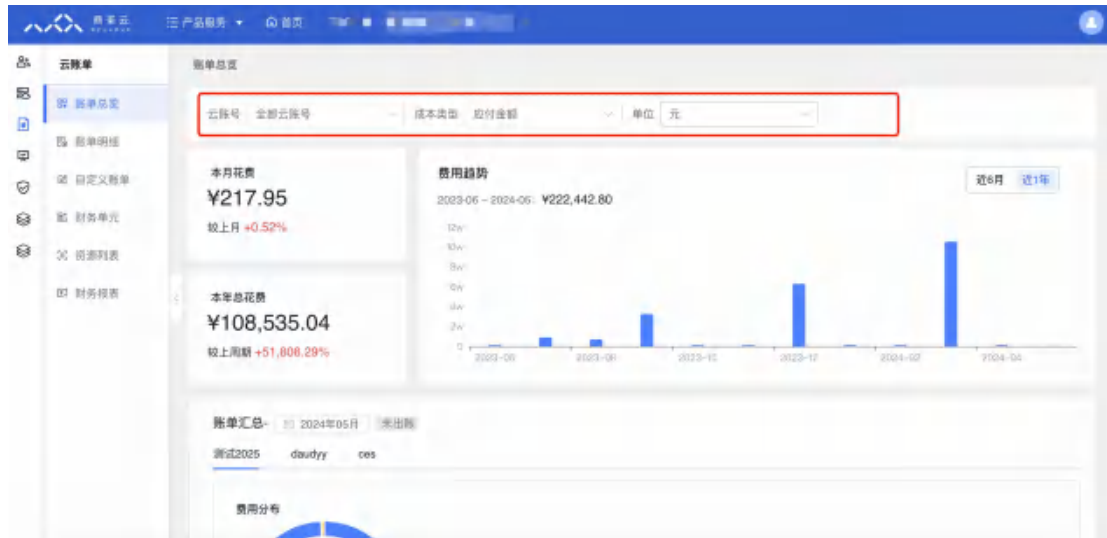 产品服务 首页
云账单
账单总览
账单明细
自定义账单
财务单元
资源列表
财务报表
账单总览
云账号 全部云账号 成本类型 应付金额 单位 元
本月花费
¥217.95
较上月 +0.52%
本年总花费
¥108,535.04
较上周期 +51,808.29%
费用趋势
近6月 近1年
2023-06 - 2024-05: ¥222,442.80
12w
10w
8w
6w
4w
2w
0
2023-06 2023-08 2023-10 2023-12 2024-02 2024-04
账单汇总- 2024年05月 未出账
测试2025 daudyy ces
费用分布